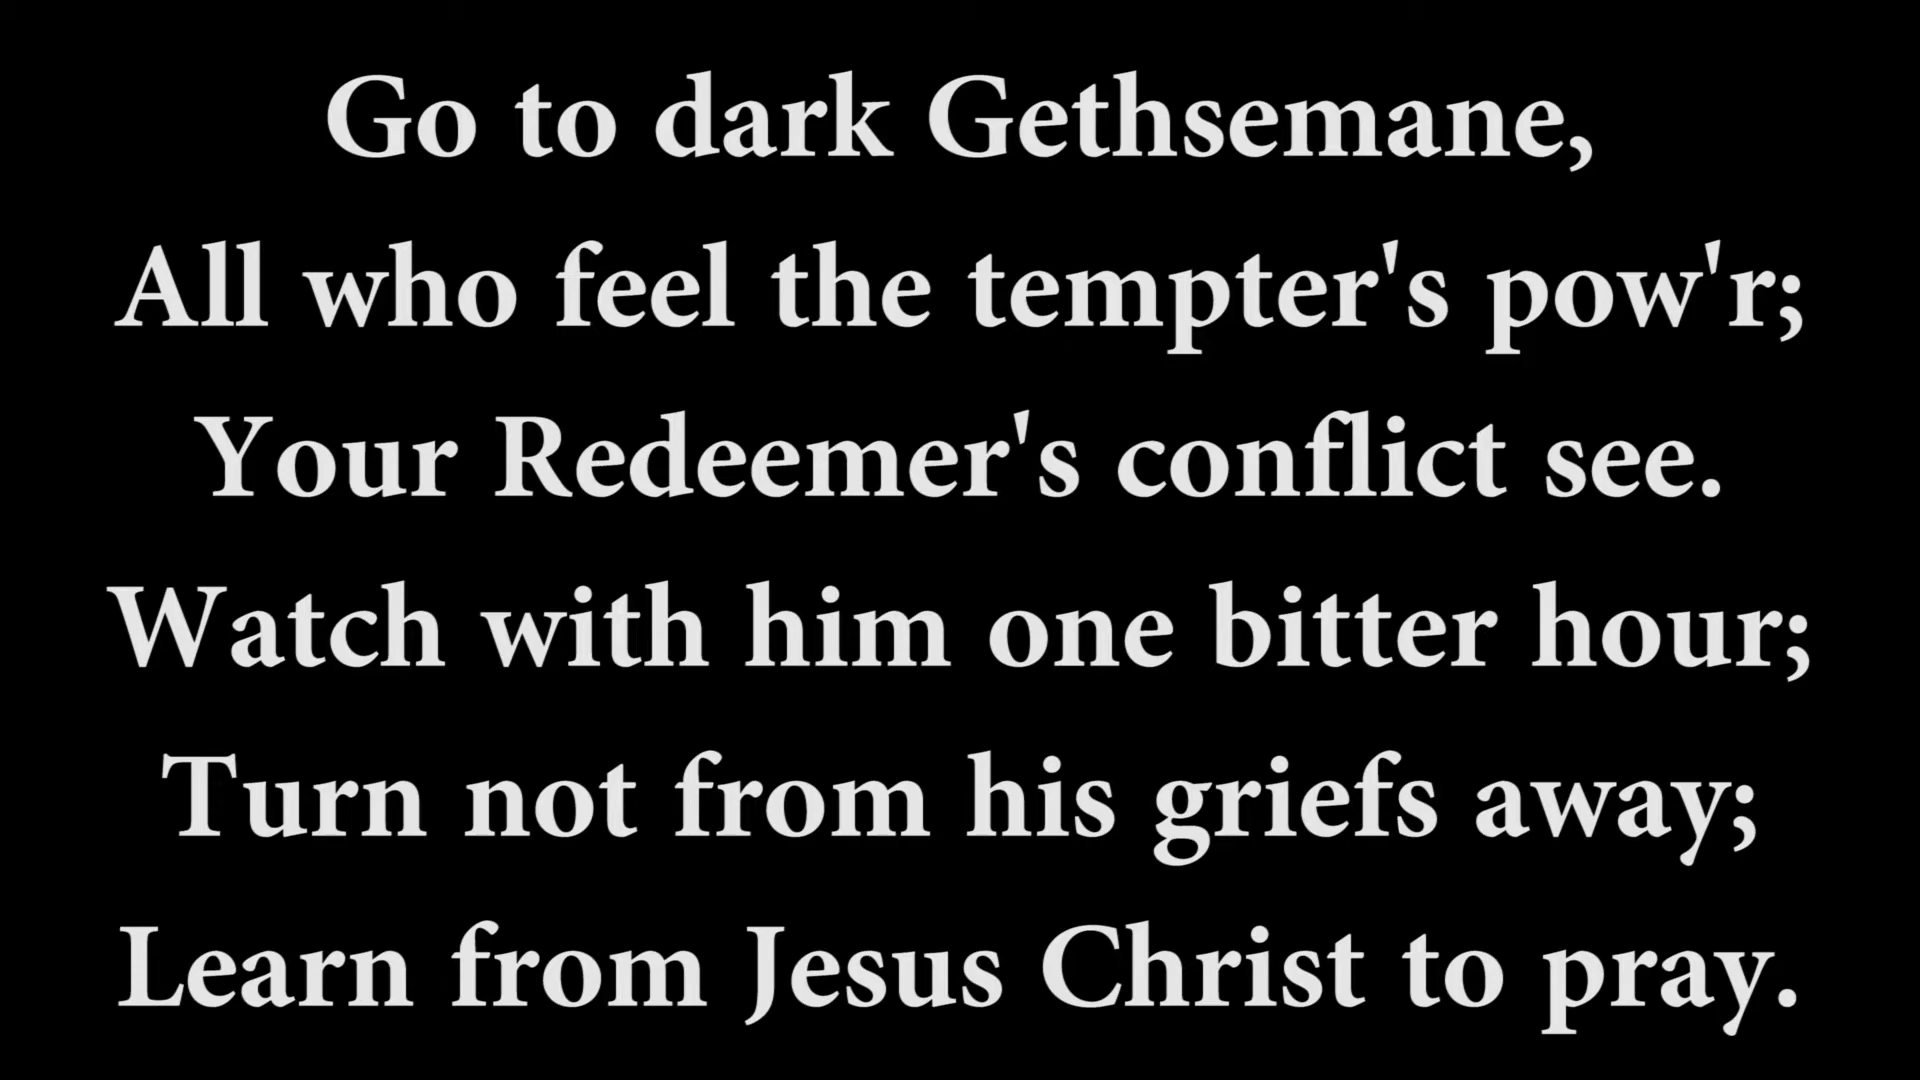 Go to dark Gethsemane,
All who feel the tempter's pow'r;
Your Redeemer's conflict see.
Watch with him one bitter hour;
Turn not from his griefs away;
Learn from Jesus Christ to pray.